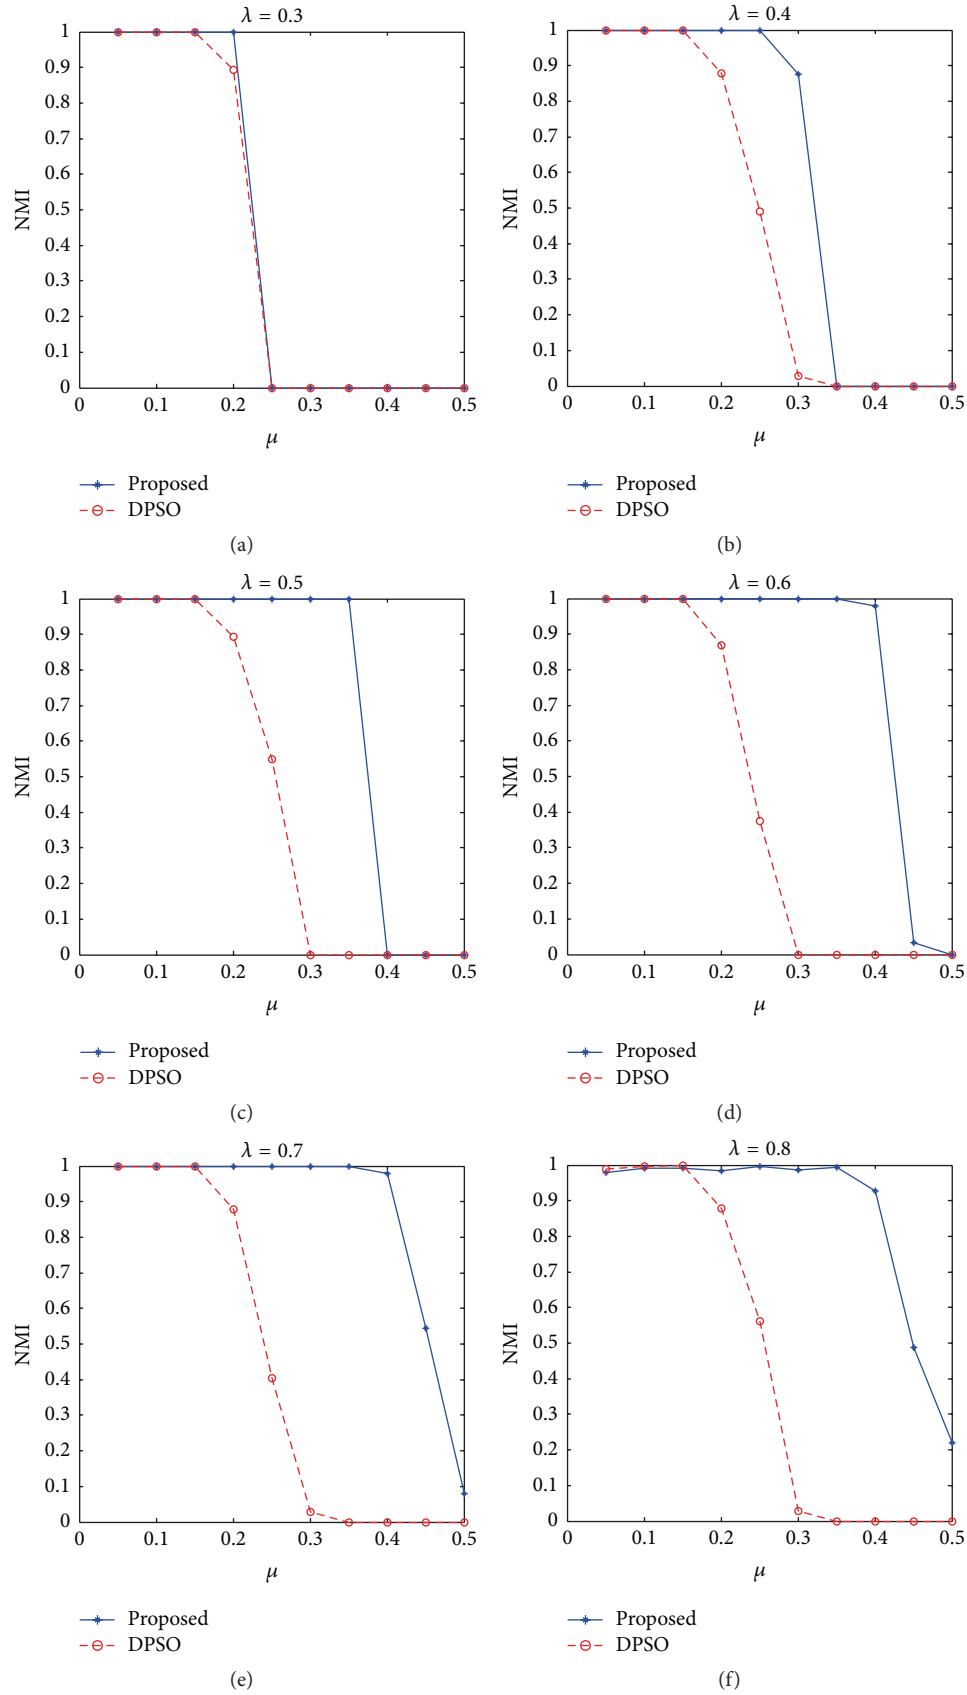 λ = 0.3
1
0.9
0.8
0.7
0.6
0.5
0.4
0.3
0.2
0.1
0
NMI
0 0.1 0.2 0.3 0.4 0.5
μ
Proposed
DPSO
(a)
λ = 0.4
1
0.9
0.8
0.7
0.6
0.5
0.4
0.3
0.2
0.1
0
NMI
0 0.1 0.2 0.3 0.4 0.5
μ
Proposed
DPSO
(b)
λ = 0.5
1
0.9
0.8
0.7
0.6
0.5
0.4
0.3
0.2
0.1
0
NMI
0 0.1 0.2 0.3 0.4 0.5
μ
Proposed
DPSO
(c)
λ = 0.6
1
0.9
0.8
0.7
0.6
0.5
0.4
0.3
0.2
0.1
0
NMI
0 0.1 0.2 0.3 0.4 0.5
μ
Proposed
DPSO
(d)
λ = 0.7
1
0.9
0.8
0.7
0.6
0.5
0.4
0.3
0.2
0.1
0
NMI
0 0.1 0.2 0.3 0.4 0.5
μ
Proposed
DPSO
(e)
λ = 0.8
1
0.9
0.8
0.7
0.6
0.5
0.4
0.3
0.2
0.1
0
NMI
0 0.1 0.2 0.3 0.4 0.5
μ
Proposed
DPSO
(f)